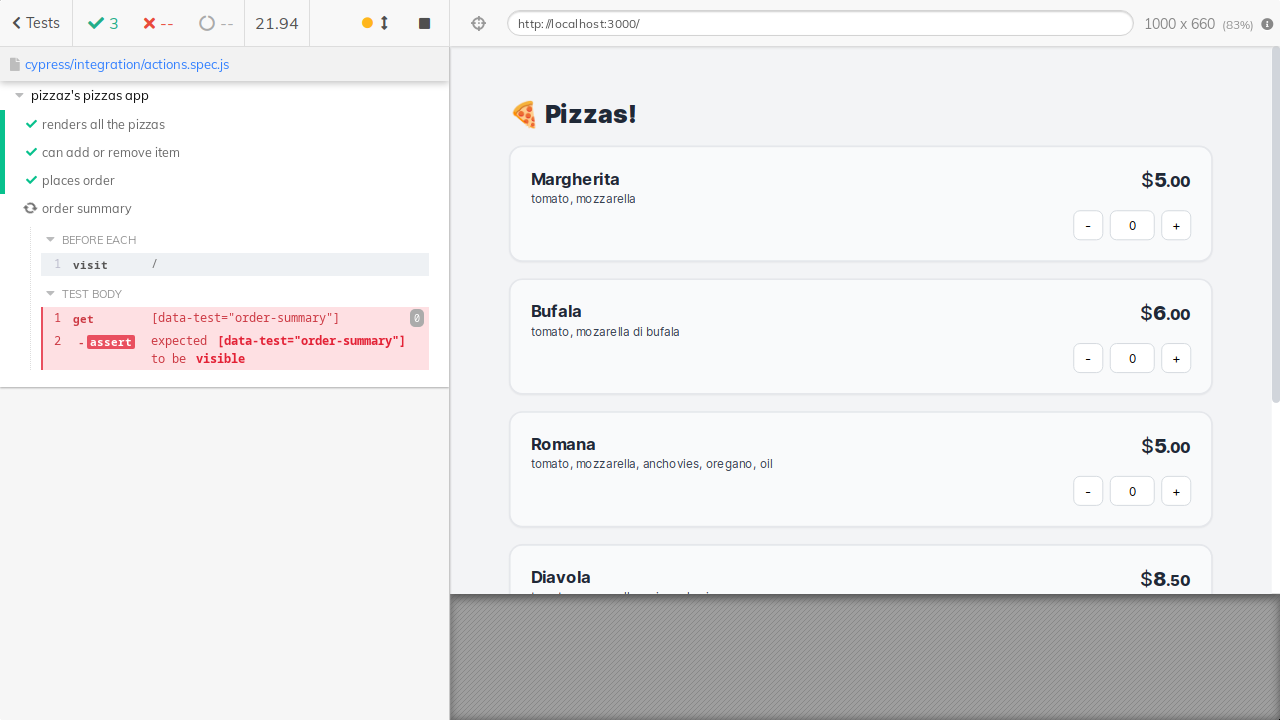 Tests 3 -- -- 21.94
http://localhost:3000/ 1000 x 660 (83%)
cypress/integration/actions.spec.js
pizzaz's pizzas app
renders all the pizzas
can add or remove item
places order
order summary
BEFORE EACH
1 visit /
TEST BODY
1 get [data-test="order-summary"] 0
2 -assert expected [data-test="order-summary"]
to be visible
🍕 Pizzas!
Margherita $5.00
tomato, mozzarella
- 0 +
Bufala $6.00
tomato, mozarella di bufala
- 0 +
Romana $5.00
tomato, mozzarella, anchovies, oregano, oil
- 0 +
Diavola $8.50